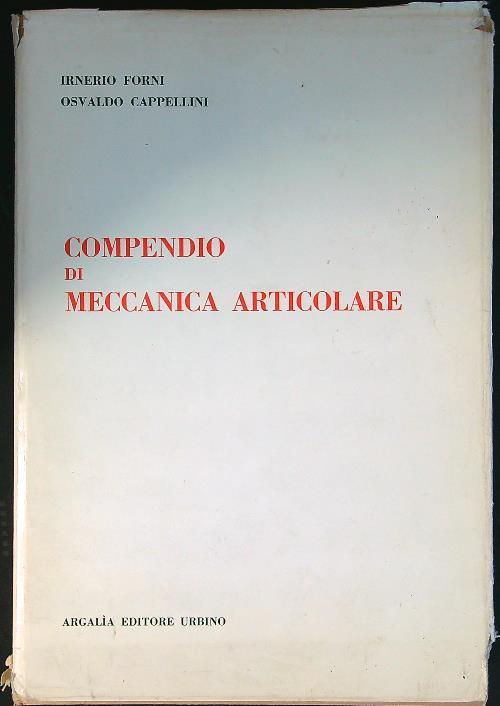 IRNERIO FORNI
OSVALDO CAPPELLINI
COMPENDIO
DI
MECCANICA ARTICOLARE
ARGALÌA EDITORE URBINO